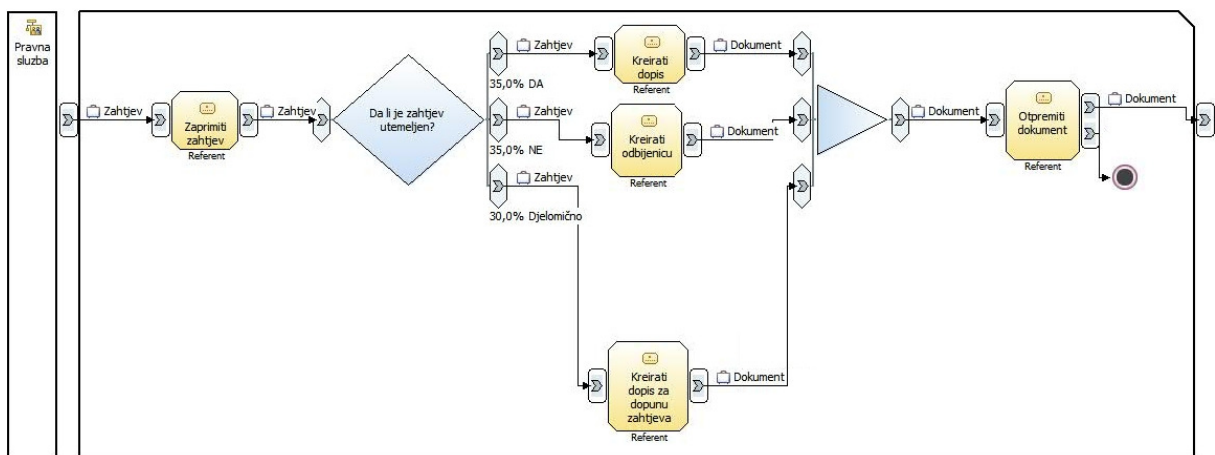 Pravna
sluzba
Zahtjev
Zaprimiti
zahtjev
Referent
Zahtjev
Da li je zahtjev
utemeljen?
Zahtjev
35,0% DA
Zahtjev
35,0% NE
Zahtjev
30,0% Djelomično
Kreirati
dopis
Referent
Dokument
Kreirati
odbijenicu
Referent
Dokument
Kreirati
dopis za
dopunu
zahtjeva
Referent
Dokument
Dokument
Otpremiti
dokument
Referent
Dokument